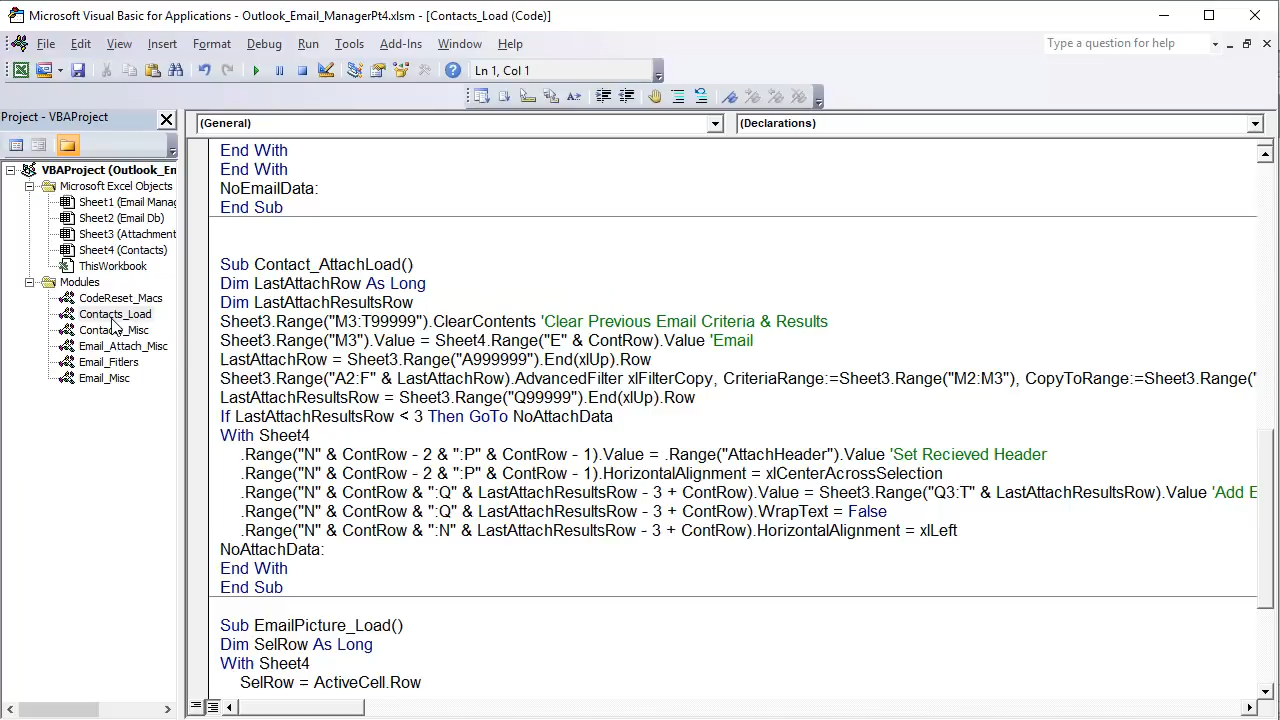 Microsoft Visual Basic for Applications - Outlook_Email_ManagerPt4.xlsm - [Contacts_Load (Code)]
File Edit View Insert Format Debug Run Tools Add-Ins Window Help
Type a question for help
Ln 1, Col 1
Project - VBAProject
(General)
(Declarations)
VBAProject (Outlook_En
Microsoft Excel Objects
Sheet1 (Email Manag
Sheet2 (Email Db)
Sheet3 (Attachment
Sheet4 (Contacts)
ThisWorkbook
Modules
CodeReset_Macs
Contacts_Load
Contacts_Misc
Email_Attach_Misc
Email_Fitlers
Email_Misc
End With
End With
NoEmailData:
End Sub
Sub Contact_AttachLoad()
Dim LastAttachRow As Long
Dim LastAttachResultsRow
Sheet3.Range("M3:T99999").ClearContents 'Clear Previous Email Criteria & Results
Sheet3.Range("M3").Value = Sheet4.Range("E" & ContRow).Value 'Email
LastAttachRow = Sheet3.Range("A999999").End(xlUp).Row
Sheet3.Range("A2:F" & LastAttachRow).AdvancedFilter xlFilterCopy, CriteriaRange:=Sheet3.Range("M2:M3"), CopyToRange:=Sheet3.Range("
LastAttachResultsRow = Sheet3.Range("Q99999").End(xlUp).Row
If LastAttachResultsRow < 3 Then GoTo NoAttachData
With Sheet4
.Range("N" & ContRow - 2 & ":P" & ContRow - 1).Value = .Range("AttachHeader").Value 'Set Recieved Header
.Range("N" & ContRow - 2 & ":P" & ContRow - 1).HorizontalAlignment = xlCenterAcrossSelection
.Range("N" & ContRow & ":Q" & LastAttachResultsRow - 3 + ContRow).Value = Sheet3.Range("Q3:T" & LastAttachResultsRow).Value 'Add E
.Range("N" & ContRow & ":Q" & LastAttachResultsRow - 3 + ContRow).WrapText = False
.Range("N" & ContRow & ":N" & LastAttachResultsRow - 3 + ContRow).HorizontalAlignment = xlLeft
NoAttachData:
End With
End Sub
Sub EmailPicture_Load()
Dim SelRow As Long
With Sheet4
SelRow = ActiveCell.Row